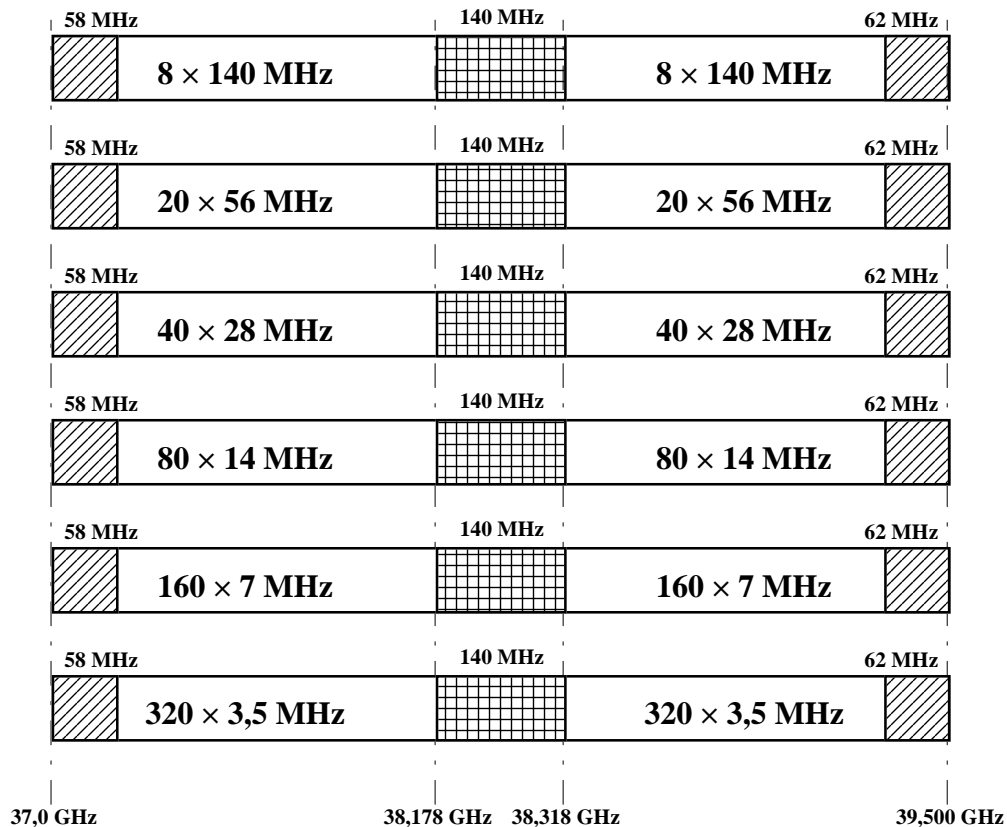 58 MHz 140 MHz 62 MHz
8 × 140 MHz 8 × 140 MHz
58 MHz 140 MHz 62 MHz
20 × 56 MHz 20 × 56 MHz
58 MHz 140 MHz 62 MHz
40 × 28 MHz 40 × 28 MHz
58 MHz 140 MHz 62 MHz
80 × 14 MHz 80 × 14 MHz
58 MHz 140 MHz 62 MHz
160 × 7 MHz 160 × 7 MHz
58 MHz 140 MHz 62 MHz
320 × 3,5 MHz 320 × 3,5 MHz
37,0 GHz 38,178 GHz 38,318 GHz 39,500 GHz